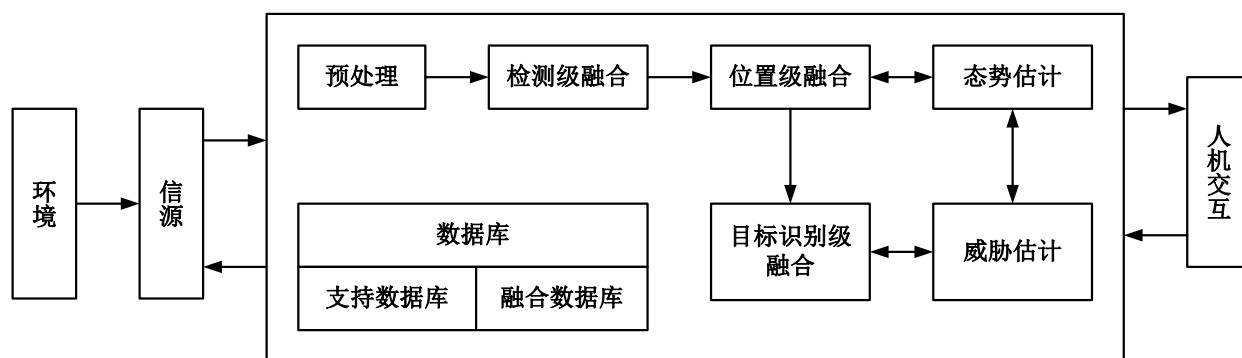 环境
信源
预处理
检测级融合
位置级融合
态势估计
数据库
支持数据库
融合数据库
目标识别级
融合
威胁估计
人机交互